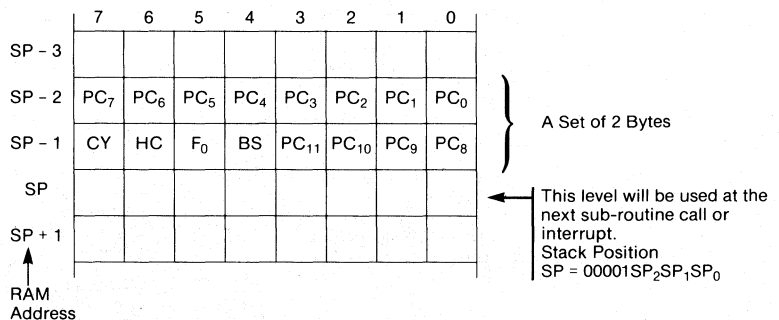 7 6 5 4 3 2 1 0
SP – 3
SP – 2 PC₇ PC₆ PC₅ PC₄ PC₃ PC₂ PC₁ PC₀
A Set of 2 Bytes
SP – 1 CY HC F₀ BS PC₁₁ PC₁₀ PC₉ PC₈
SP
This level will be used at the
next sub-routine call or
interrupt.
Stack Position
SP = 00001SP₂SP₁SP₀
SP + 1
RAM
Address